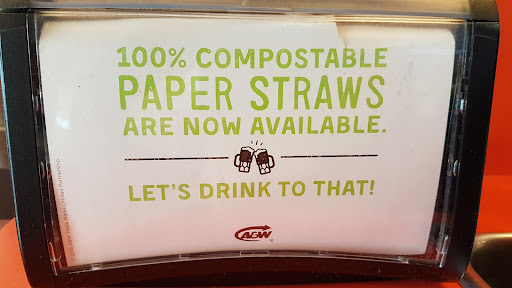 100% COMPOSTABLE
PAPER STRAWS
ARE NOW AVAILABLE.
LET'S DRINK TO THAT!
A&W®